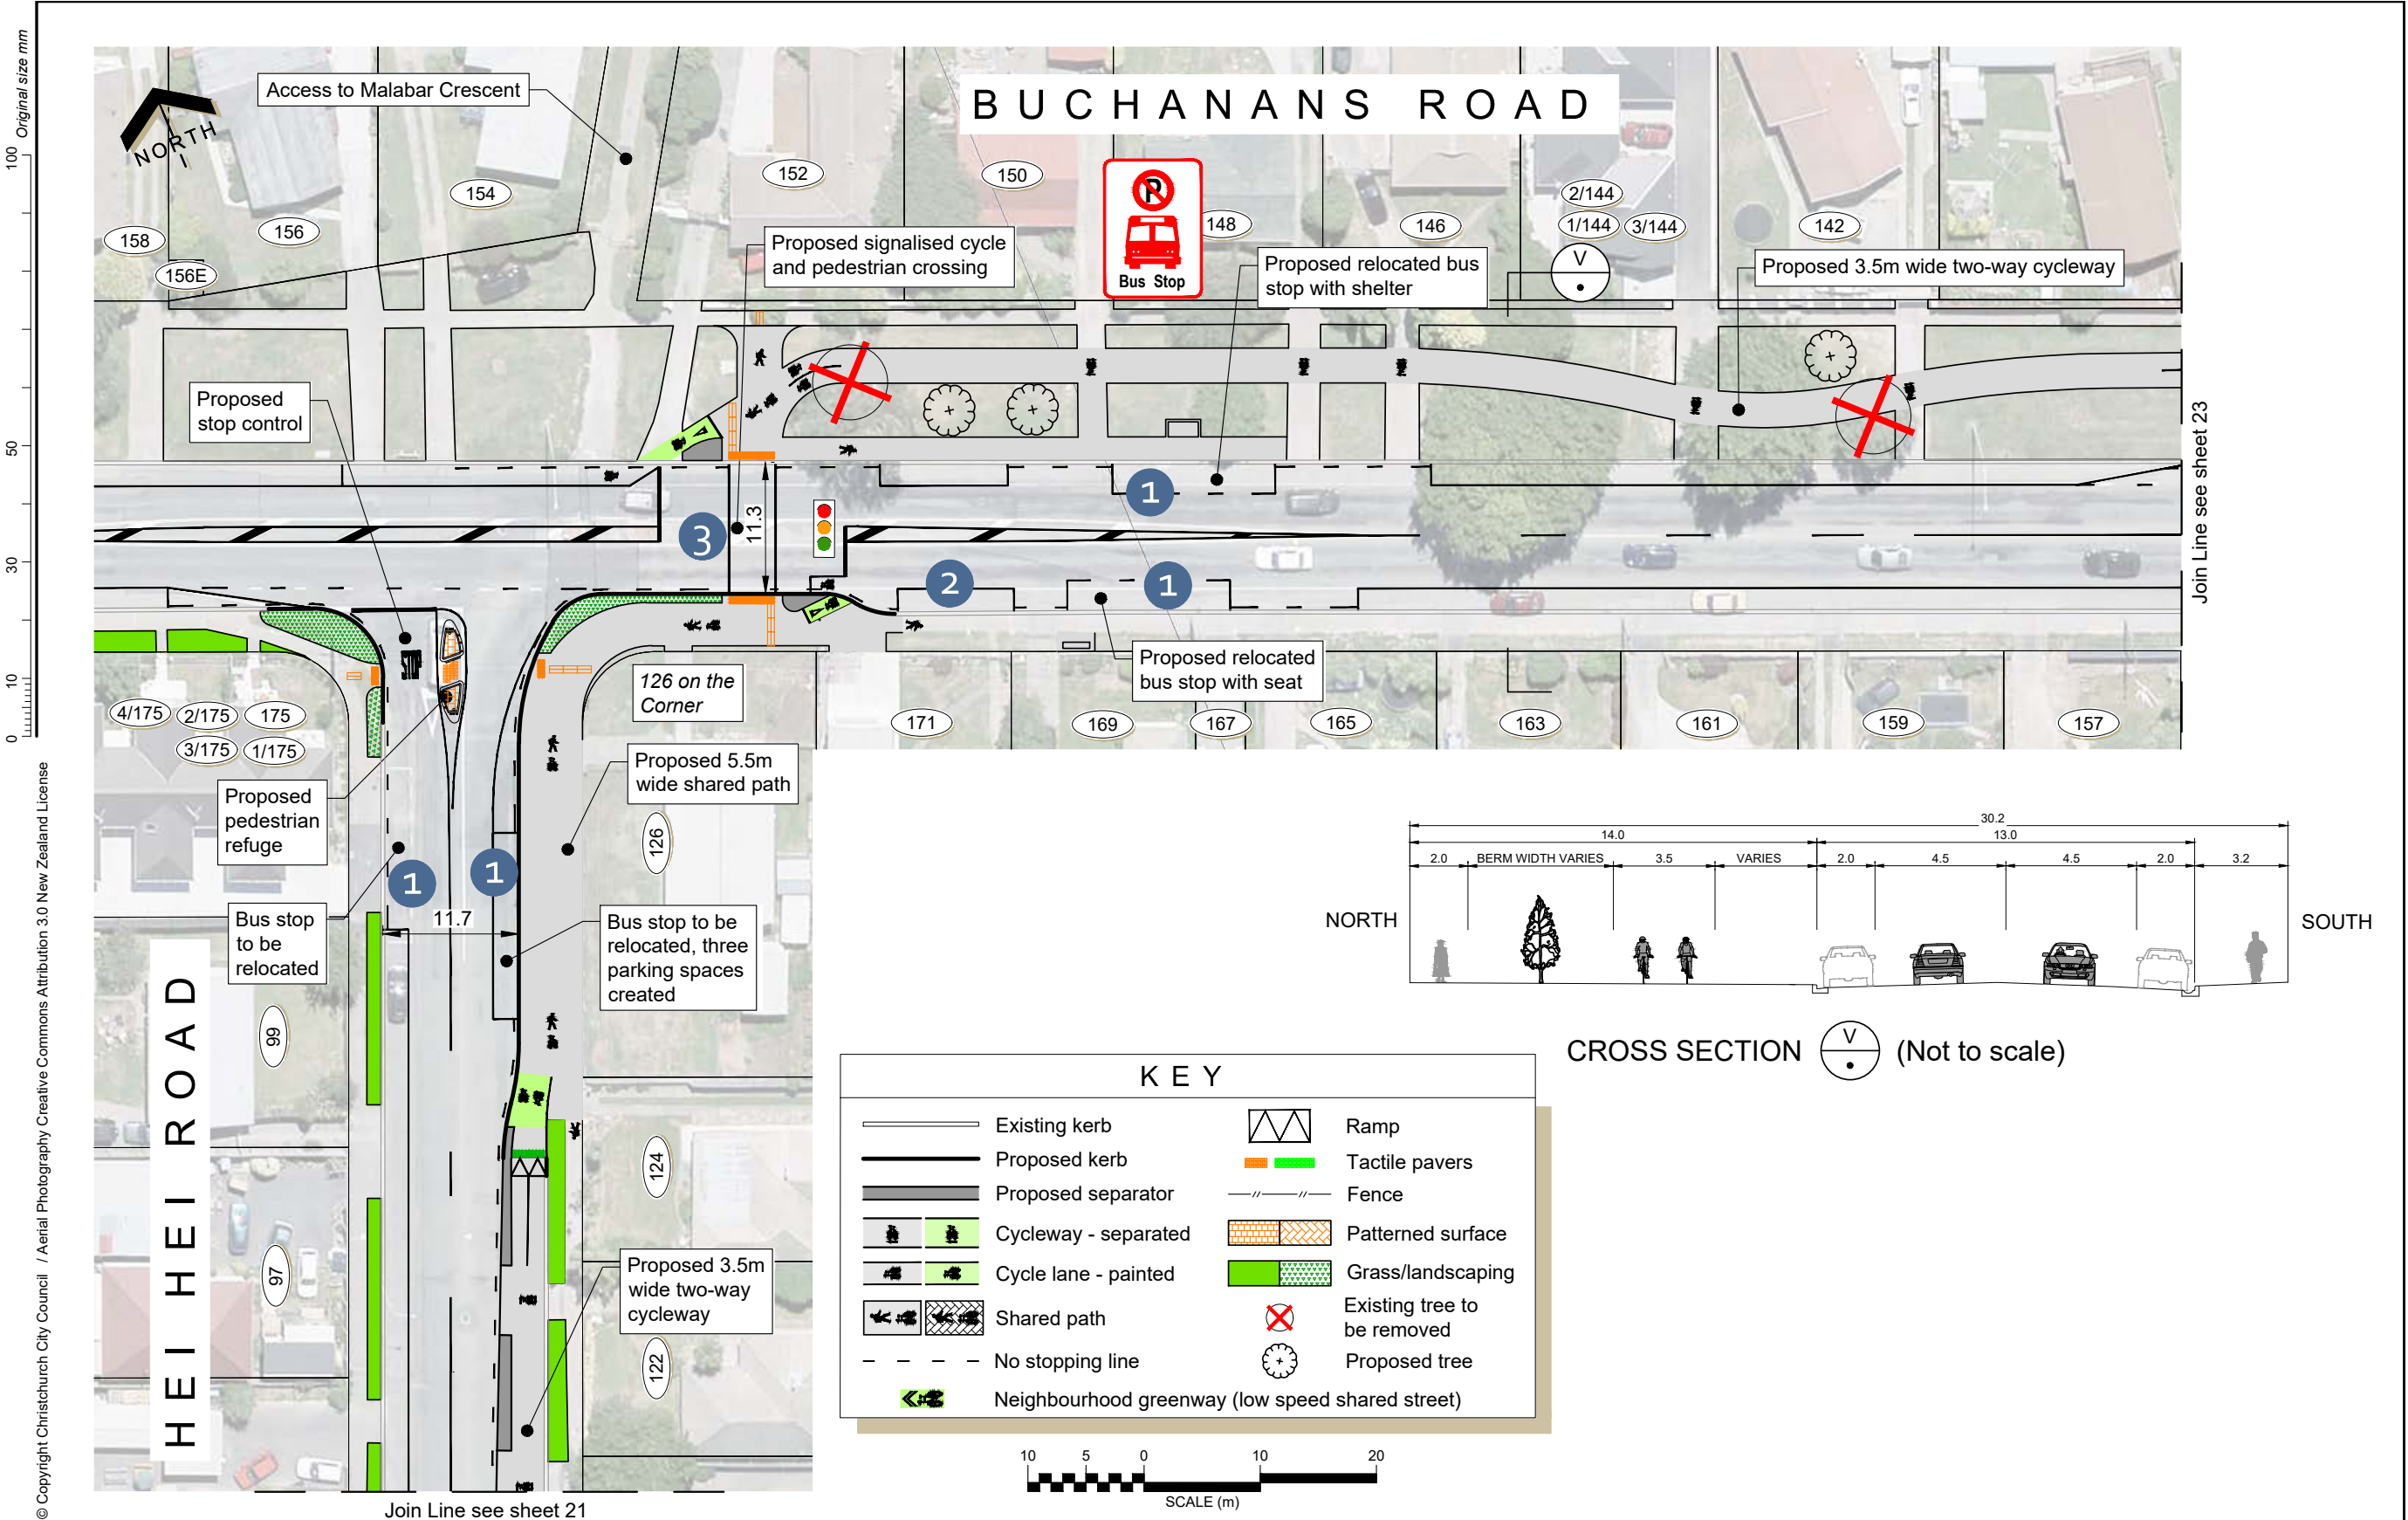 Original size mm
100
50
30
10
0
© Copyright Christchurch City Council / Aerial Photography Creative Commons Attribution 3.0 New Zealand License
NORTH
Access to Malabar Crescent
BUCHANANS ROAD
158
156
156E
154
152
150
148
146
2/144
1/144
3/144
142
P
Bus Stop
Proposed signalised cycle
and pedestrian crossing
Proposed relocated bus
stop with shelter
V
Proposed 3.5m wide two-way cycleway
Proposed
stop control
Join Line see sheet 23
1
3
11.3
2
1
Proposed relocated
bus stop with seat
126 on the
Corner
4/175
2/175
175
3/175
1/175
171
169
167
165
163
161
159
157
Proposed 5.5m
wide shared path
Proposed
pedestrian
refuge
126
1
1
11.7
Bus stop
to be
relocated
Bus stop to be
relocated, three
parking spaces
created
HEI HEI ROAD
99
97
124
122
Proposed 3.5m
wide two-way
cycleway
Join Line see sheet 21
30.2
14.0
13.0
2.0
BERM WIDTH VARIES
3.5
VARIES
2.0
4.5
4.5
2.0
3.2
NORTH
SOUTH
CROSS SECTION
V
(Not to scale)
KEY
Existing kerb
Ramp
Proposed kerb
Tactile pavers
Proposed separator
Fence
Cycleway - separated
Patterned surface
Cycle lane - painted
Grass/landscaping
Shared path
Existing tree to
be removed
No stopping line
Proposed tree
Neighbourhood greenway (low speed shared street)
10 5 0 10 20
SCALE (m)